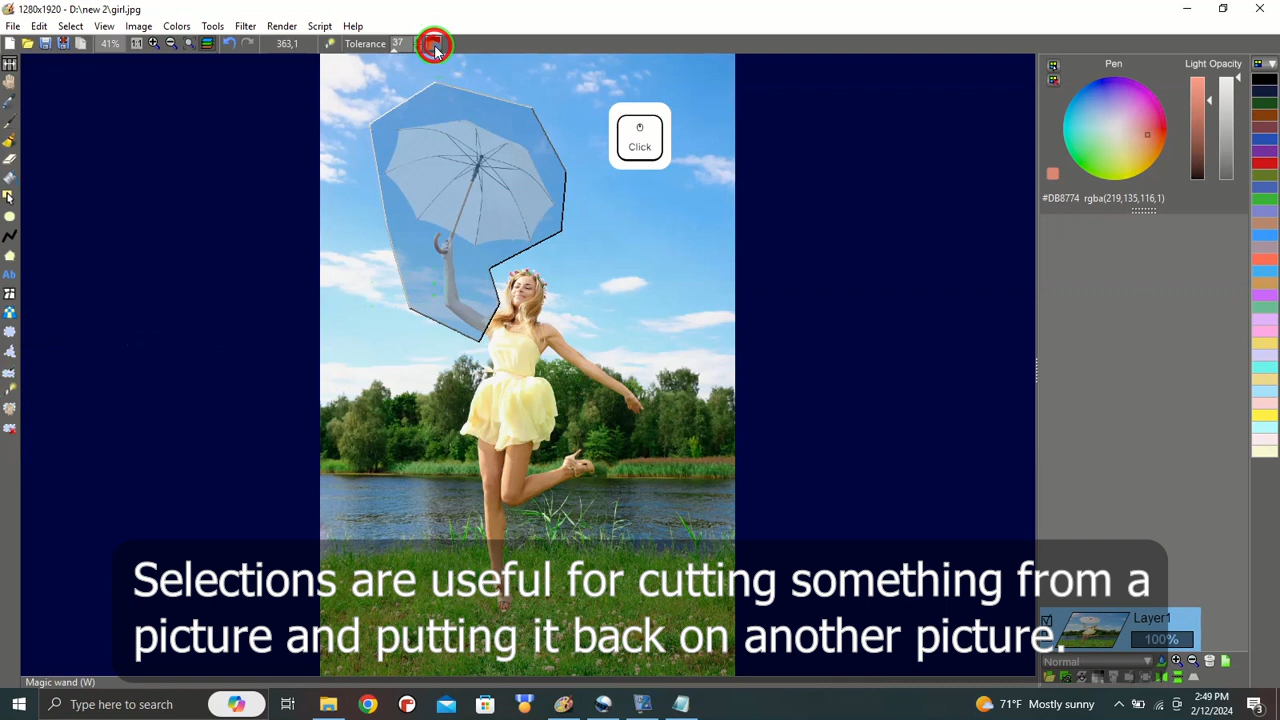 1280x1920 - D:\new 2\girl.jpg
File Edit Select View Image Colors Tools Filter Render Script Help
41% 363,1 Tolerance 37
Pen Light Opacity
Click
#DB8774 rgba(219,135,116,1)
Ab
Selections are useful for cutting something from a
picture and putting it back on another picture.
Layer1
100%
Normal
Magic wand (W)
Type here to search
71°F Mostly sunny
2:49 PM
2/12/2024
3